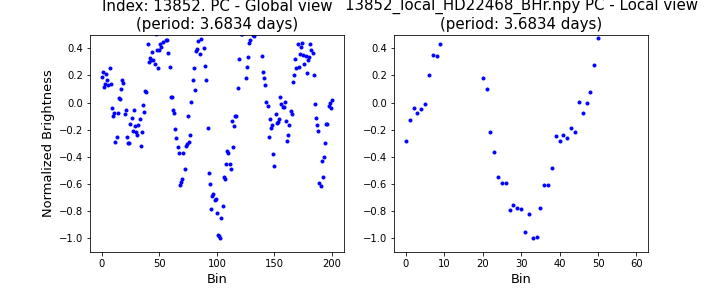 Index: 13852. PC - Global view
(period: 3.6834 days)
13852_local_HD22468_BHr.npy PC - Local view
(period: 3.6834 days)
Normalized Brightness
0.4
0.2
0.0
−0.2
−0.4
−0.6
−0.8
−1.0
0 50 100 150 200
Bin
0.4
0.2
0.0
−0.2
−0.4
−0.6
−0.8
−1.0
0 10 20 30 40 50 60
Bin